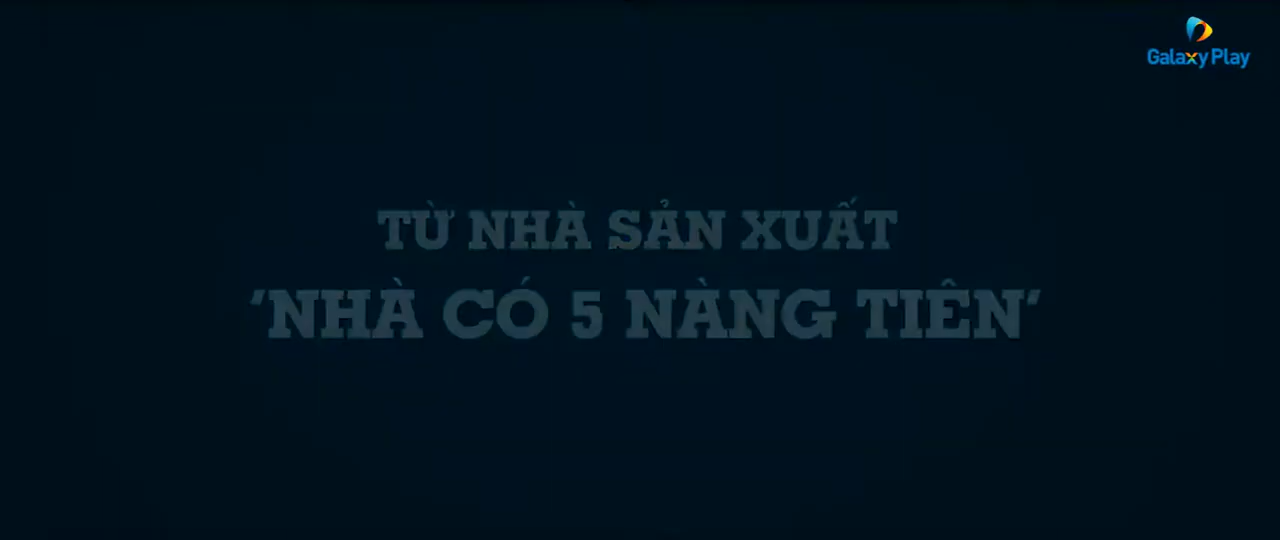 Galaxy Play
TỪ NHÀ SẢN XUẤT
'NHÀ CÓ 5 NÀNG TIÊN'